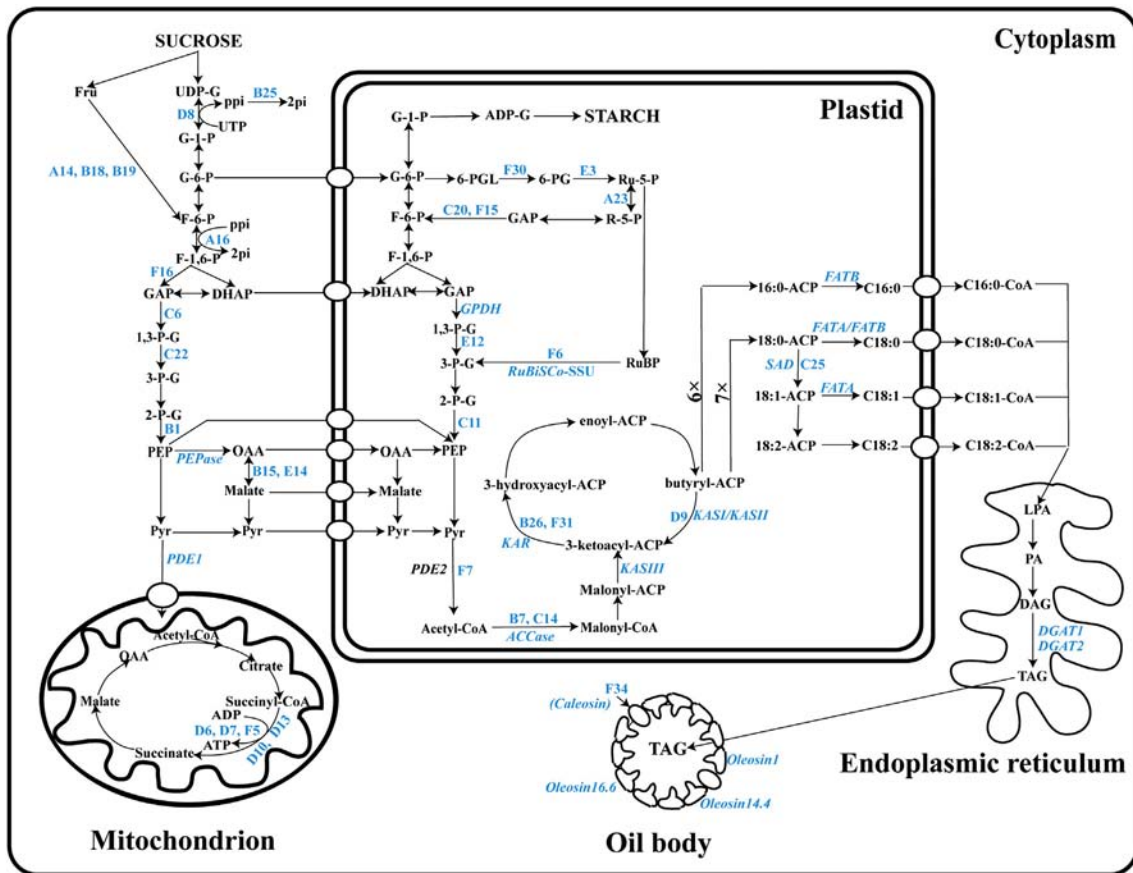 Cytoplasm
SUCROSE
Fru
UDP-G
ppi
B25
2pi
D8
UTP
G-1-P
A14, B18, B19
G-6-P
F-6-P
ppi
A16
2pi
F-1,6-P
F16
GAP
DHAP
C6
1,3-P-G
C22
3-P-G
2-P-G
B1
PEP
PEPase
OAA
B15, E14
Malate
Pyr
Pyr
PDE1
Plastid
G-1-P
ADP-G
STARCH
G-6-P
6-PGL
F30
6-PG
E3
Ru-5-P
A23
F-6-P
C20, F15
GAP
R-5-P
F-1,6-P
DHAP
GAP
GPDH
1,3-P-G
E12
3-P-G
F6
RuBiSCo-SSU
RuBP
2-P-G
C11
OAA
PEP
Malate
Pyr
Pyr
PDE2
F7
Acetyl-CoA
B7, C14
ACCase
Malonyl-CoA
Malonyl-ACP
KASIII
3-ketoacyl-ACP
B26, F31
KAR
3-hydroxyacyl-ACP
enoyl-ACP
butyryl-ACP
D9
KASI/KASII
6×
7×
16:0-ACP
FATB
C16:0
C16:0-CoA
18:0-ACP
FATA/FATB
C18:0
C18:0-CoA
SAD
C25
18:1-ACP
FATA
C18:1
C18:1-CoA
18:2-ACP
C18:2
C18:2-CoA
LPA
PA
DAG
DGAT1
DGAT2
TAG
Endoplasmic reticulum
Acetyl-CoA
OAA
Citrate
Malate
Succinyl-CoA
ADP
D6, D7, F5
ATP
D10, D13
Succinate
Mitochondrion
F34
(Caleosin)
TAG
Oleosin1
Oleosin16.6
Oleosin14.4
Oil body